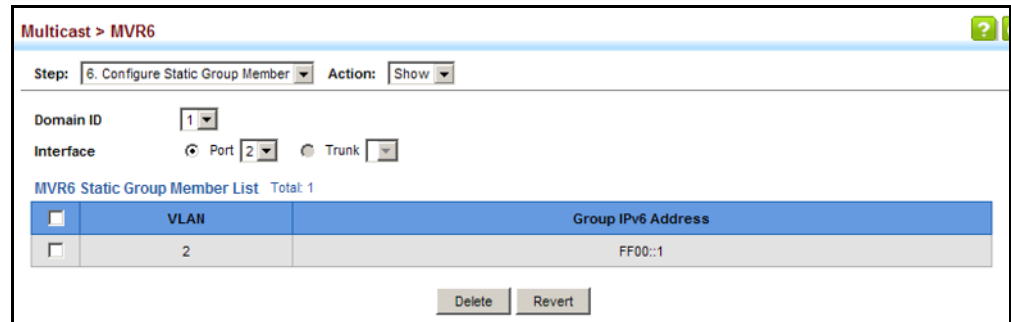 Multicast > MVR6
?
Step: 6. Configure Static Group Member Action: Show
Domain ID 1
Interface Port 2 Trunk
MVR6 Static Group Member List Total: 1
VLAN Group IPv6 Address
2 FF00::1
Delete Revert